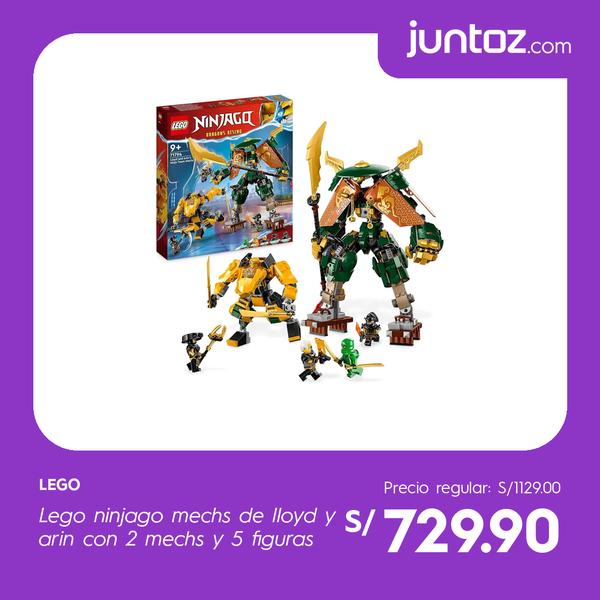 juntoz.com
LEGO
NINJAGO
DRAGONS RISING
9+
71794
LEGO
Precio regular: S/1129.00
Lego ninjago mechs de lloyd y
arin con 2 mechs y 5 figuras
S/ 729.90